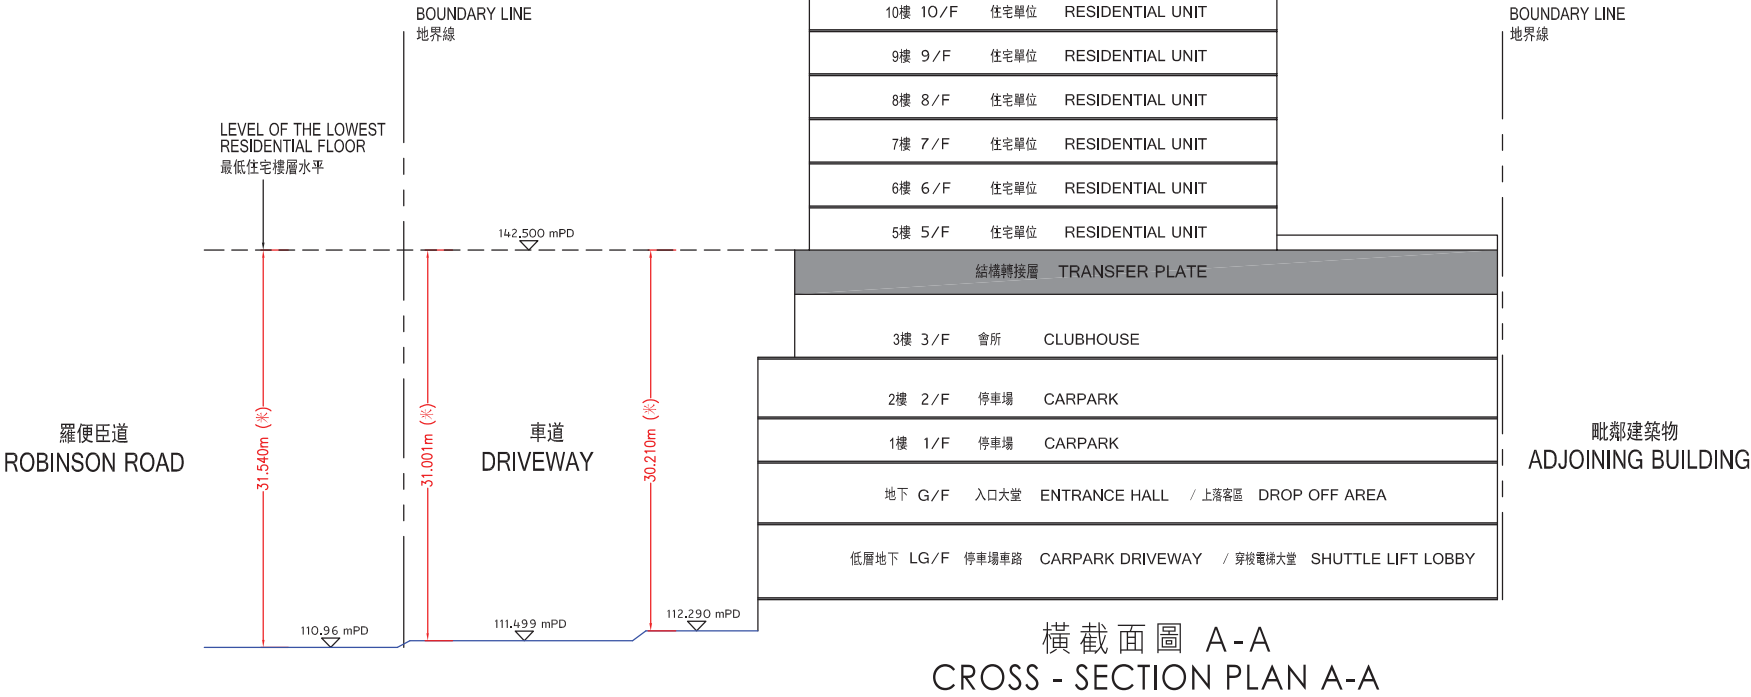 BOUNDARY LINE
地界線
10樓 10/F 住宅單位 RESIDENTIAL UNIT
BOUNDARY LINE
地界線
9樓 9/F 住宅單位 RESIDENTIAL UNIT
8樓 8/F 住宅單位 RESIDENTIAL UNIT
LEVEL OF THE LOWEST
RESIDENTIAL FLOOR
最低住宅樓層水平
7樓 7/F 住宅單位 RESIDENTIAL UNIT
6樓 6/F 住宅單位 RESIDENTIAL UNIT
142.500 mPD
5樓 5/F 住宅單位 RESIDENTIAL UNIT
結構轉接層 TRANSFER PLATE
3樓 3/F 會所 CLUBHOUSE
2樓 2/F 停車場 CARPARK
1樓 1/F 停車場 CARPARK
羅便臣道
ROBINSON ROAD
31.540m (米)
31.001m (米)
車道
DRIVEWAY
30.210m (米)
毗鄰建築物
ADJOINING BUILDING
地下 G/F 入口大堂 ENTRANCE HALL / 上落客區 DROP OFF AREA
低層地下 LG/F 停車場車路 CARPARK DRIVEWAY / 穿梭電梯大堂 SHUTTLE LIFT LOBBY
110.96 mPD
111.499 mPD
112.290 mPD
橫截面圖 A-A
CROSS - SECTION PLAN A-A